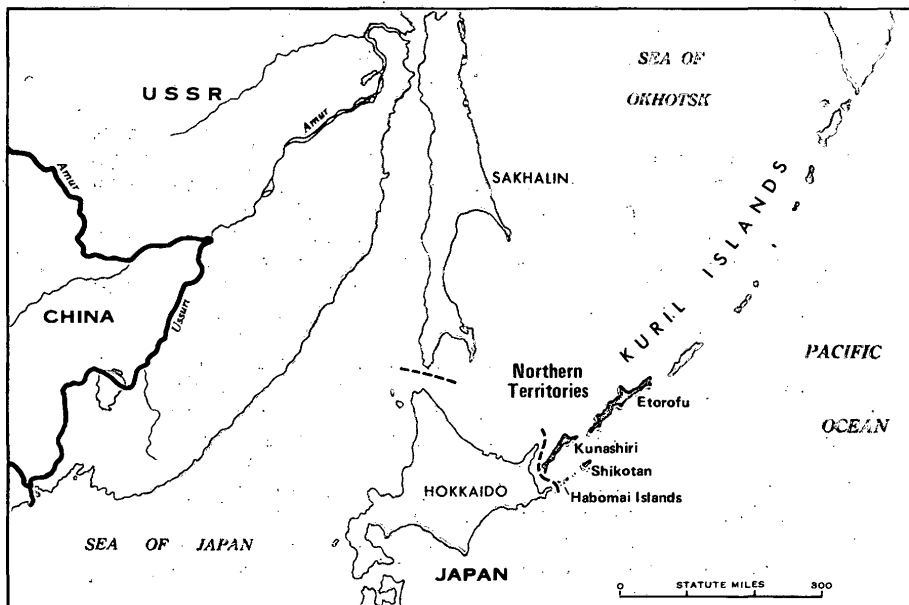 USSR
SEA OF
OKHOTSK
Amur
Amur
SAKHALIN
KURIL ISLANDS
CHINA
Ussuri
PACIFIC
OCEAN
Northern
Territories
Etorofu
Kunashiri
Shikotan
Habomai Islands
HOKKAIDO
SEA OF JAPAN
JAPAN
0 STATUTE MILES 300